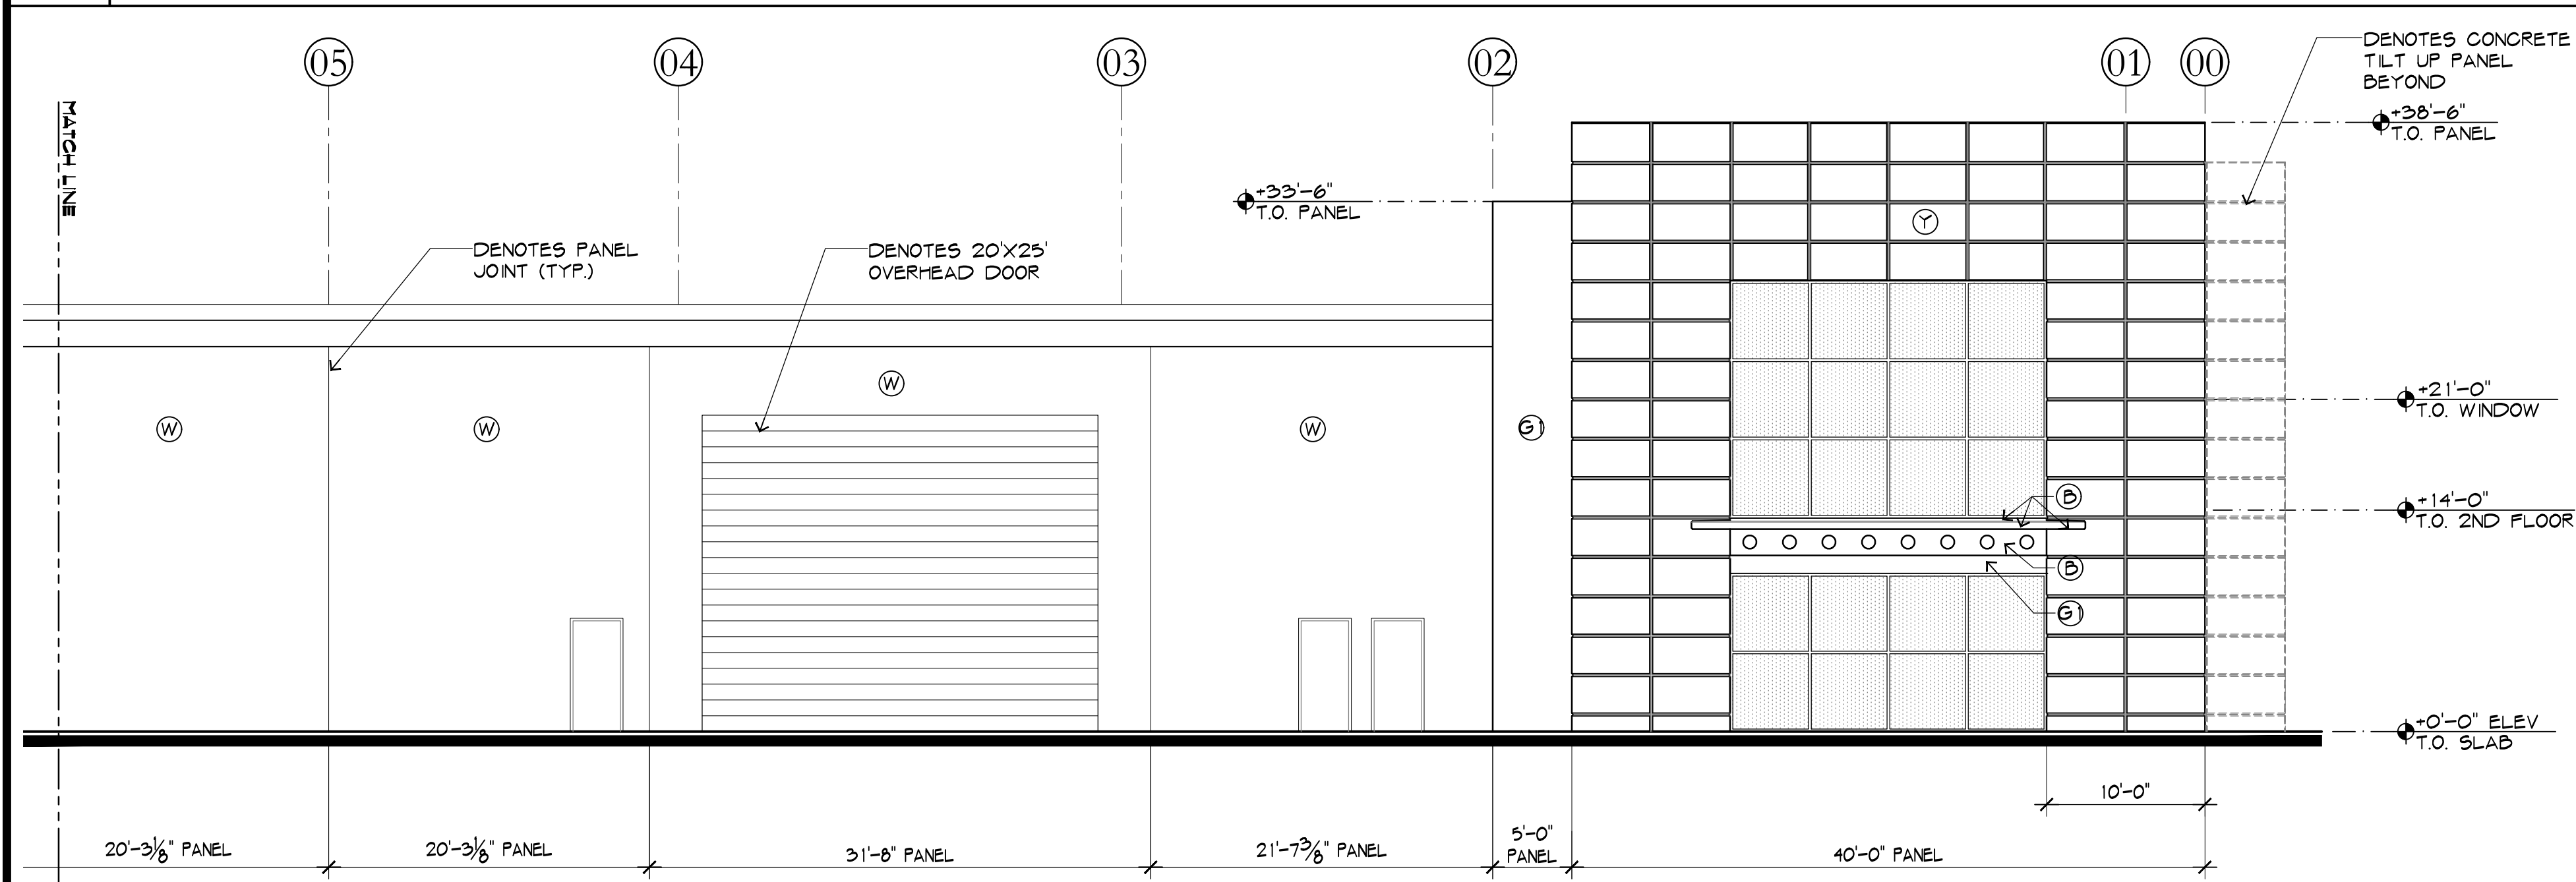 05
04
03
02
01
00
DENOTES CONCRETE
TILT UP PANEL
BEYOND
+38'-6"
T.O. PANEL
MATCH LINE
+33'-6"
T.O. PANEL
DENOTES PANEL
JOINT (TYP.)
DENOTES 20'X25'
OVERHEAD DOOR
Y
W
W
W
W
G1
+21'-0"
T.O. WINDOW
B
+14'-0"
T.O. 2ND FLOOR
B
G1
+0'-0" ELEV
T.O. SLAB
10'-0"
20'-3⅛" PANEL
20'-3⅛" PANEL
31'-8" PANEL
21'-7⅜" PANEL
5'-0"
PANEL
40'-0" PANEL